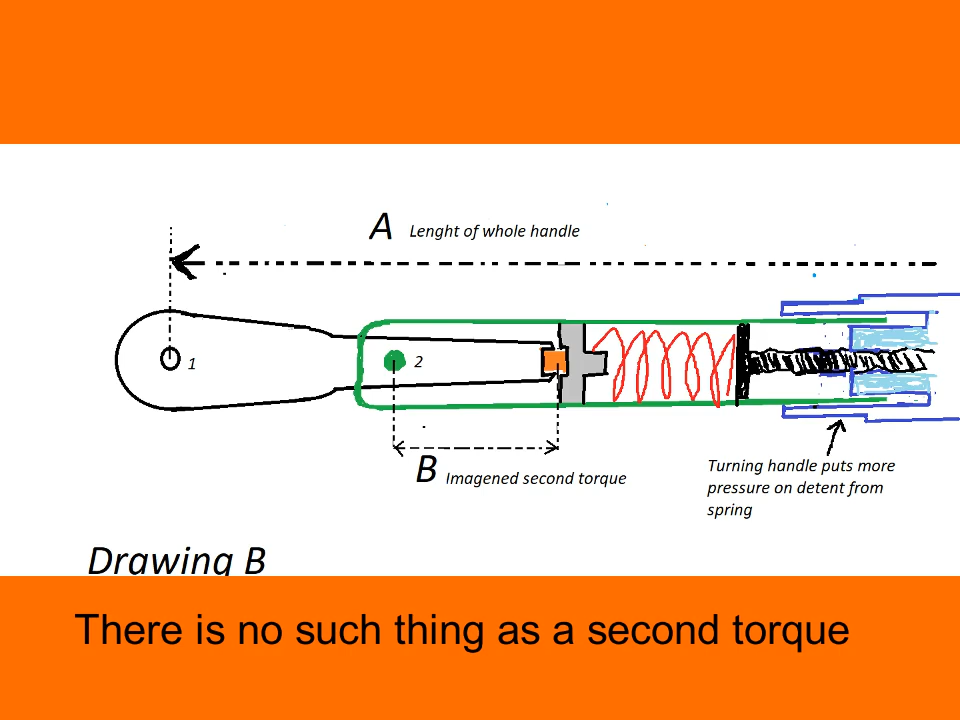 A Lenght of whole handle
1
2
B Imagened second torque
Turning handle puts more
pressure on detent from
spring
Drawing B
There is no such thing as a second torque